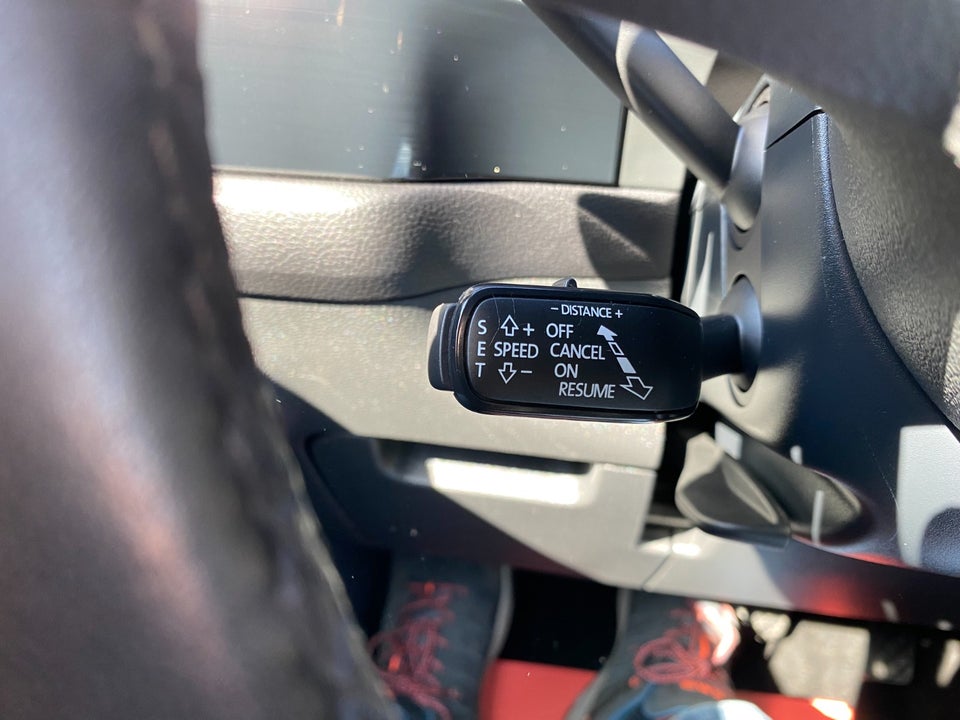 − DISTANCE +
S + OFF
E SPEED CANCEL
T − ON
RESUME